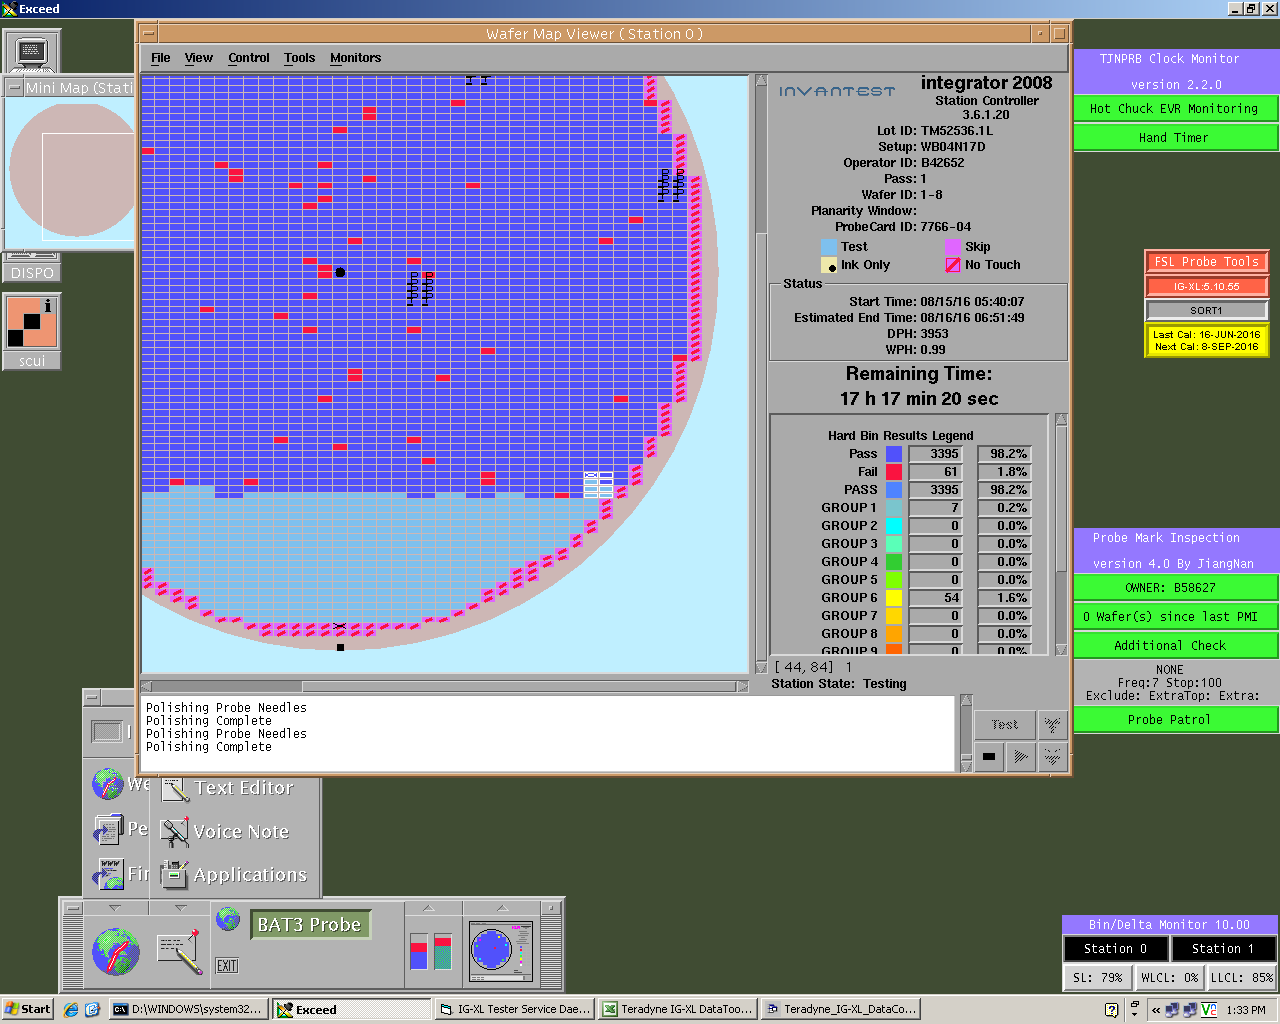 Exceed
Wafer Map Viewer ( Station 0 )
File View Control Tools Monitors
Mini Map (Stati
DISPO
scui
INVANTEST
integrator 2008
Station Controller
3.6.1.20
Lot ID: TM52536.1L
Setup: WB04N17D
Operator ID: B42652
Pass: 1
Wafer ID: 1-8
Planarity Window:
ProbeCard ID: 7766-04
Test Skip
Ink Only No Touch
Status
Start Time: 08/15/16 05:40:07
Estimated End Time: 08/16/16 06:51:49
DPH: 3953
WPH: 0.99
Remaining Time:
17 h 17 min 20 sec
Hard Bin Results Legend
Pass 3395 98.2%
Fail 61 1.8%
PASS 3395 98.2%
GROUP 1 7 0.2%
GROUP 2 0 0.0%
GROUP 3 0 0.0%
GROUP 4 0 0.0%
GROUP 5 0 0.0%
GROUP 6 54 1.6%
GROUP 7 0 0.0%
GROUP 8 0 0.0%
GROUP 9 0 0.0%
[ 44, 84] 1
Station State: Testing
Polishing Probe Needles
Polishing Complete
Polishing Probe Needles
Polishing Complete
Test
TJNPRB Clock Monitor
version 2.2.0
Hot Chuck EVR Monitoring
Hand Timer
FSL Probe Tools
IG-XL:5.10.55
SORT1
Last Cal: 16-JUN-2016
Next Cal: 8-SEP-2016
Probe Mark Inspection
version 4.0 By JiangNan
OWNER: B58627
0 Wafer(s) since last PMI
Additional Check
NONE
Freq:7 Stop:100
Exclude: ExtraTop: Extra:
Probe Patrol
We
Pe
Fir
Text Editor
Voice Note
Applications
BAT3 Probe
EXIT
Bin/Delta Monitor 10.00
Station 0 Station 1
SL: 79% WLCL: 0% LLCL: 85%
Start
D:\WINDOWS\system32...
Exceed
IG-XL Tester Service Dae...
Teradyne IG-XL DataToo...
Teradyne_IG-XL_DataCo...
1:33 PM